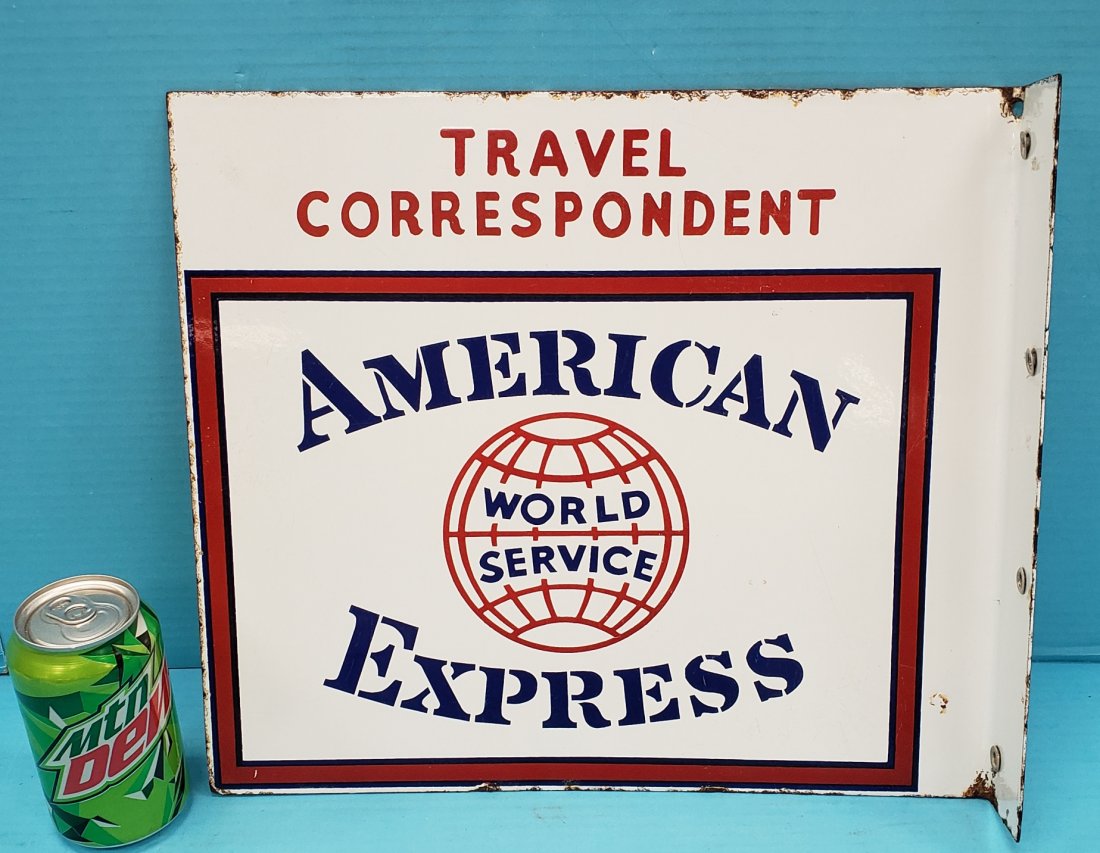 TRAVEL
CORRESPONDENT
AMERICAN
WORLD
SERVICE
EXPRESS
Mtn
DEW